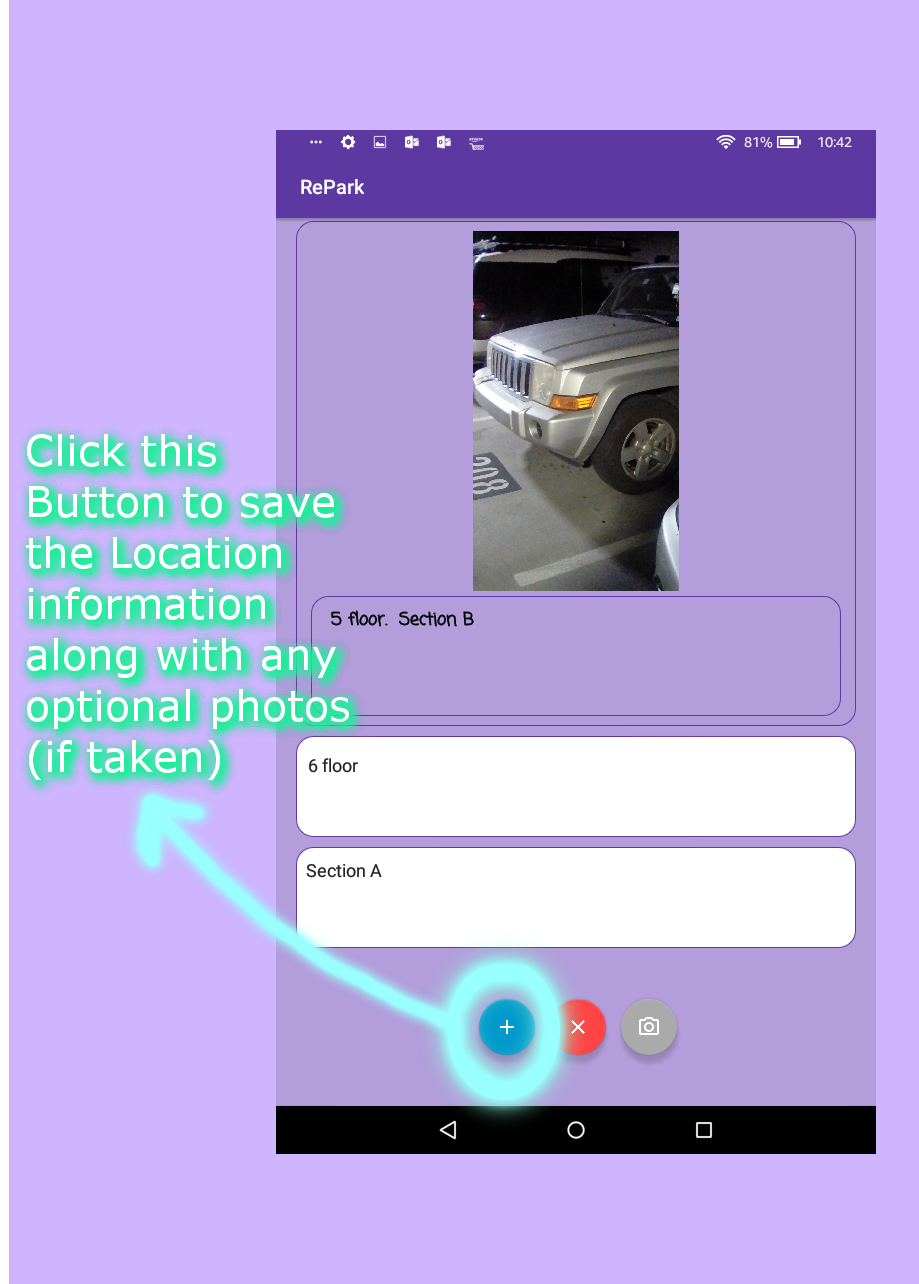 81% 10:42
RePark
208
5 floor. Section B
Click this
Button to save
the Location
information
along with any
optional photos
(if taken)
6 floor
Section A